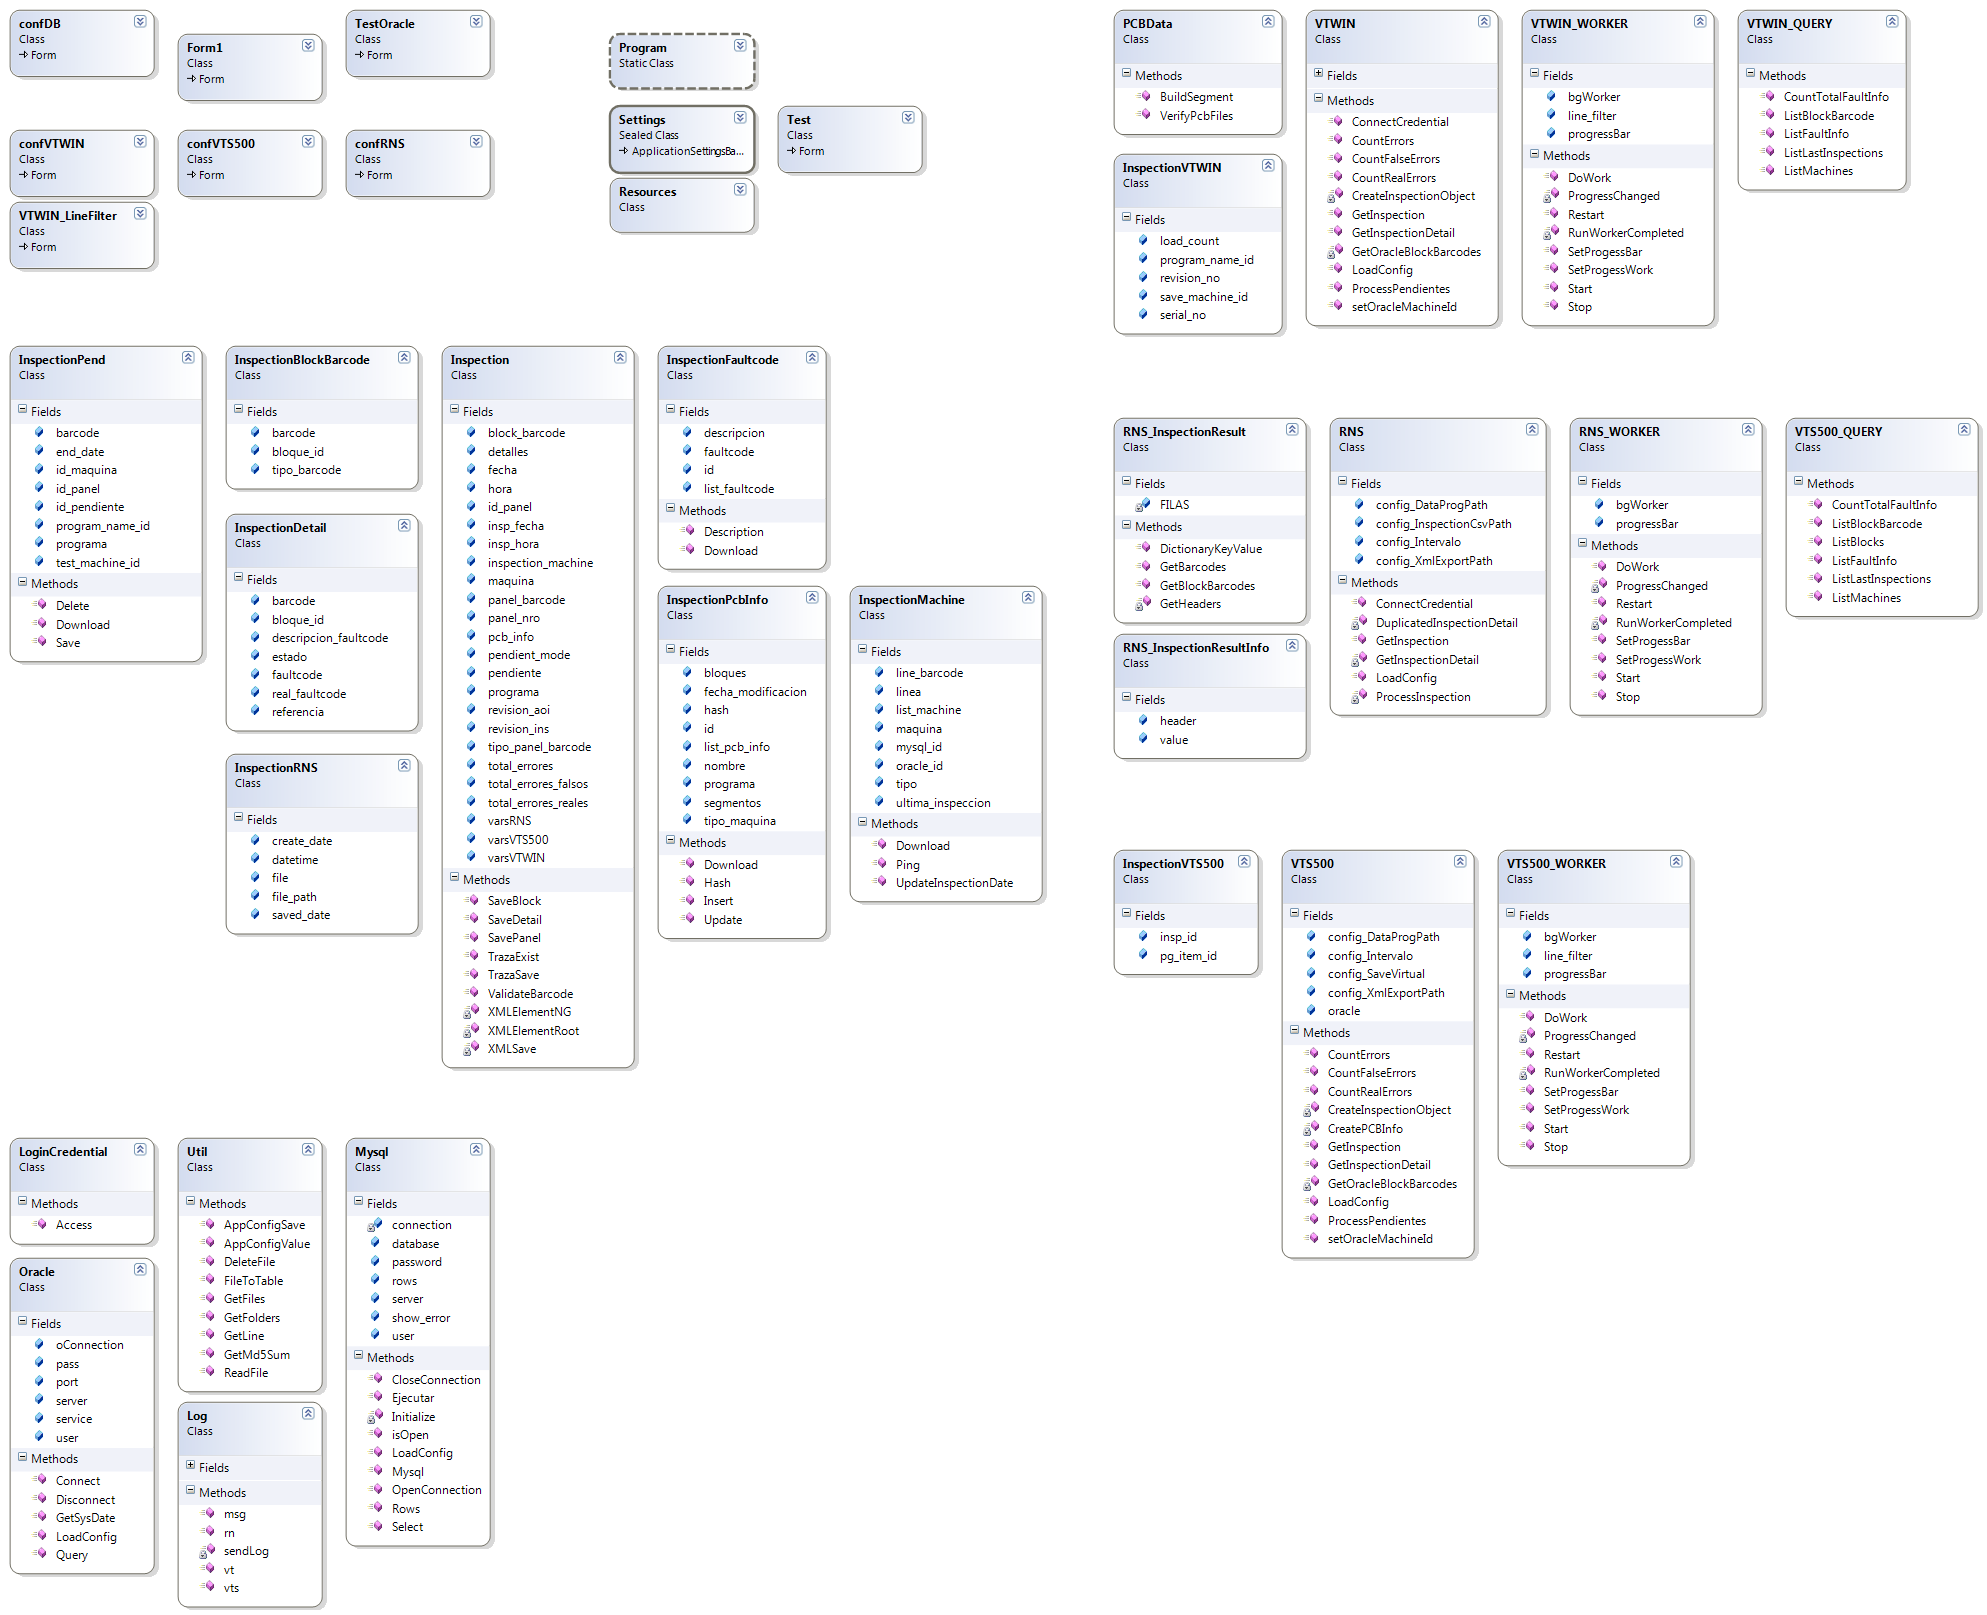 confDB
Class
Form
Form1
Class
Form
TestOracle
Class
Form
Program
Static Class
confVTWIN
Class
Form
confVTS500
Class
Form
confRNS
Class
Form
Settings
Sealed Class
ApplicationSettingsBa...
Test
Class
Form
VTWIN_LineFilter
Class
Form
Resources
Class
PCBData
Class
Methods
BuildSegment
VerifyPcbFiles
InspectionVTWIN
Class
Fields
load_count
program_name_id
revision_no
save_machine_id
serial_no
VTWIN
Class
Fields
Methods
ConnectCredential
CountErrors
CountFalseErrors
CountRealErrors
CreateInspectionObject
GetInspection
GetInspectionDetail
GetOracleBlockBarcodes
LoadConfig
ProcessPendientes
setOracleMachineId
VTWIN_WORKER
Class
Fields
bgWorker
line_filter
progressBar
Methods
DoWork
ProgressChanged
Restart
RunWorkerCompleted
SetProgessBar
SetProgessWork
Start
Stop
VTWIN_QUERY
Class
Methods
CountTotalFaultInfo
ListBlockBarcode
ListFaultInfo
ListLastInspections
ListMachines
InspectionPend
Class
Fields
barcode
end_date
id_maquina
id_panel
id_pendiente
program_name_id
programa
test_machine_id
Methods
Delete
Download
Save
InspectionBlockBarcode
Class
Fields
barcode
bloque_id
tipo_barcode
InspectionDetail
Class
Fields
barcode
bloque_id
descripcion_faultcode
estado
faultcode
real_faultcode
referencia
InspectionRNS
Class
Fields
create_date
datetime
file
file_path
saved_date
Inspection
Class
Fields
block_barcode
detalles
fecha
hora
id_panel
insp_fecha
insp_hora
inspection_machine
maquina
panel_barcode
panel_nro
pcb_info
pendient_mode
pendiente
programa
revision_aoi
revision_ins
tipo_panel_barcode
total_errores
total_errores_falsos
total_errores_reales
varsRNS
varsVTS500
varsVTWIN
Methods
SaveBlock
SaveDetail
SavePanel
TrazaExist
TrazaSave
ValidateBarcode
XMLElementNG
XMLElementRoot
XMLSave
InspectionFaultcode
Class
Fields
descripcion
faultcode
id
list_faultcode
Methods
Description
Download
InspectionPcbInfo
Class
Fields
bloques
fecha_modificacion
hash
id
list_pcb_info
nombre
programa
segmentos
tipo_maquina
Methods
Download
Hash
Insert
Update
InspectionMachine
Class
Fields
line_barcode
linea
list_machine
maquina
mysql_id
oracle_id
tipo
ultima_inspeccion
Methods
Download
Ping
UpdateInspectionDate
RNS_InspectionResult
Class
Fields
FILAS
Methods
DictionaryKeyValue
GetBarcodes
GetBlockBarcodes
GetHeaders
RNS_InspectionResultInfo
Class
Fields
header
value
RNS
Class
Fields
config_DataProgPath
config_InspectionCsvPath
config_Intervalo
config_XmlExportPath
Methods
ConnectCredential
DuplicatedInspectionDetail
GetInspection
GetInspectionDetail
LoadConfig
ProcessInspection
RNS_WORKER
Class
Fields
bgWorker
progressBar
Methods
DoWork
ProgressChanged
Restart
RunWorkerCompleted
SetProgessBar
SetProgessWork
Start
Stop
VTS500_QUERY
Class
Methods
CountTotalFaultInfo
ListBlockBarcode
ListBlocks
ListFaultInfo
ListLastInspections
ListMachines
InspectionVTS500
Class
Fields
insp_id
pg_item_id
VTS500
Class
Fields
config_DataProgPath
config_Intervalo
config_SaveVirtual
config_XmlExportPath
oracle
Methods
CountErrors
CountFalseErrors
CountRealErrors
CreateInspectionObject
CreatePCBInfo
GetInspection
GetInspectionDetail
GetOracleBlockBarcodes
LoadConfig
ProcessPendientes
setOracleMachineId
VTS500_WORKER
Class
Fields
bgWorker
line_filter
progressBar
Methods
DoWork
ProgressChanged
Restart
RunWorkerCompleted
SetProgessBar
SetProgessWork
Start
Stop
LoginCredential
Class
Methods
Access
Oracle
Class
Fields
oConnection
pass
port
server
service
user
Methods
Connect
Disconnect
GetSysDate
LoadConfig
Query
Util
Class
Methods
AppConfigSave
AppConfigValue
DeleteFile
FileToTable
GetFiles
GetFolders
GetLine
GetMd5Sum
ReadFile
Log
Class
Fields
Methods
msg
rn
sendLog
vt
vts
Mysql
Class
Fields
connection
database
password
rows
server
show_error
user
Methods
CloseConnection
Ejecutar
Initialize
isOpen
LoadConfig
Mysql
OpenConnection
Rows
Select